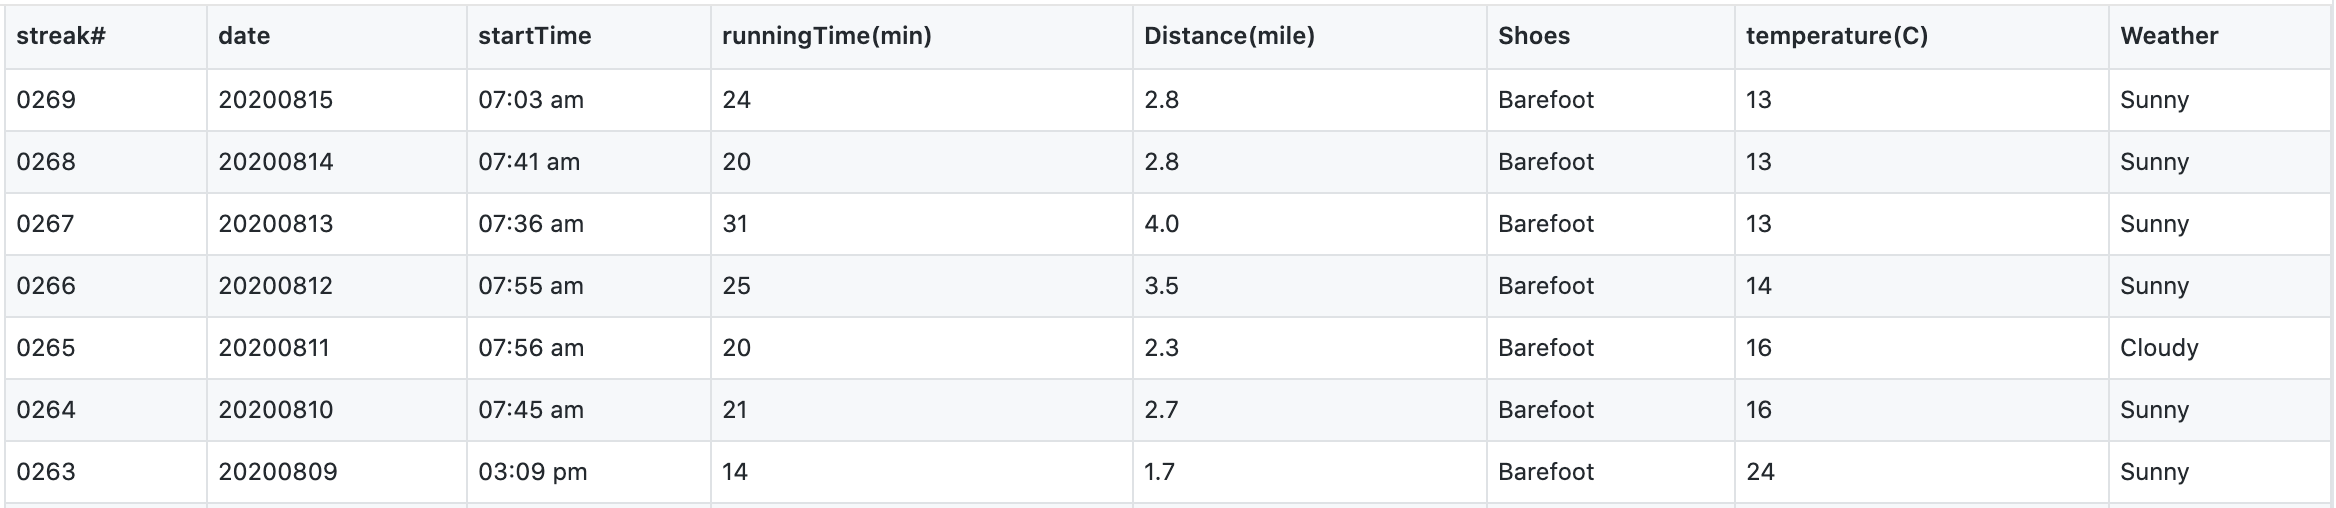 streak# date startTime runningTime(min) Distance(mile) Shoes temperature(C) Weather
0269 20200815 07:03 am 24 2.8 Barefoot 13 Sunny
0268 20200814 07:41 am 20 2.8 Barefoot 13 Sunny
0267 20200813 07:36 am 31 4.0 Barefoot 13 Sunny
0266 20200812 07:55 am 25 3.5 Barefoot 14 Sunny
0265 20200811 07:56 am 20 2.3 Barefoot 16 Cloudy
0264 20200810 07:45 am 21 2.7 Barefoot 16 Sunny
0263 20200809 03:09 pm 14 1.7 Barefoot 24 Sunny